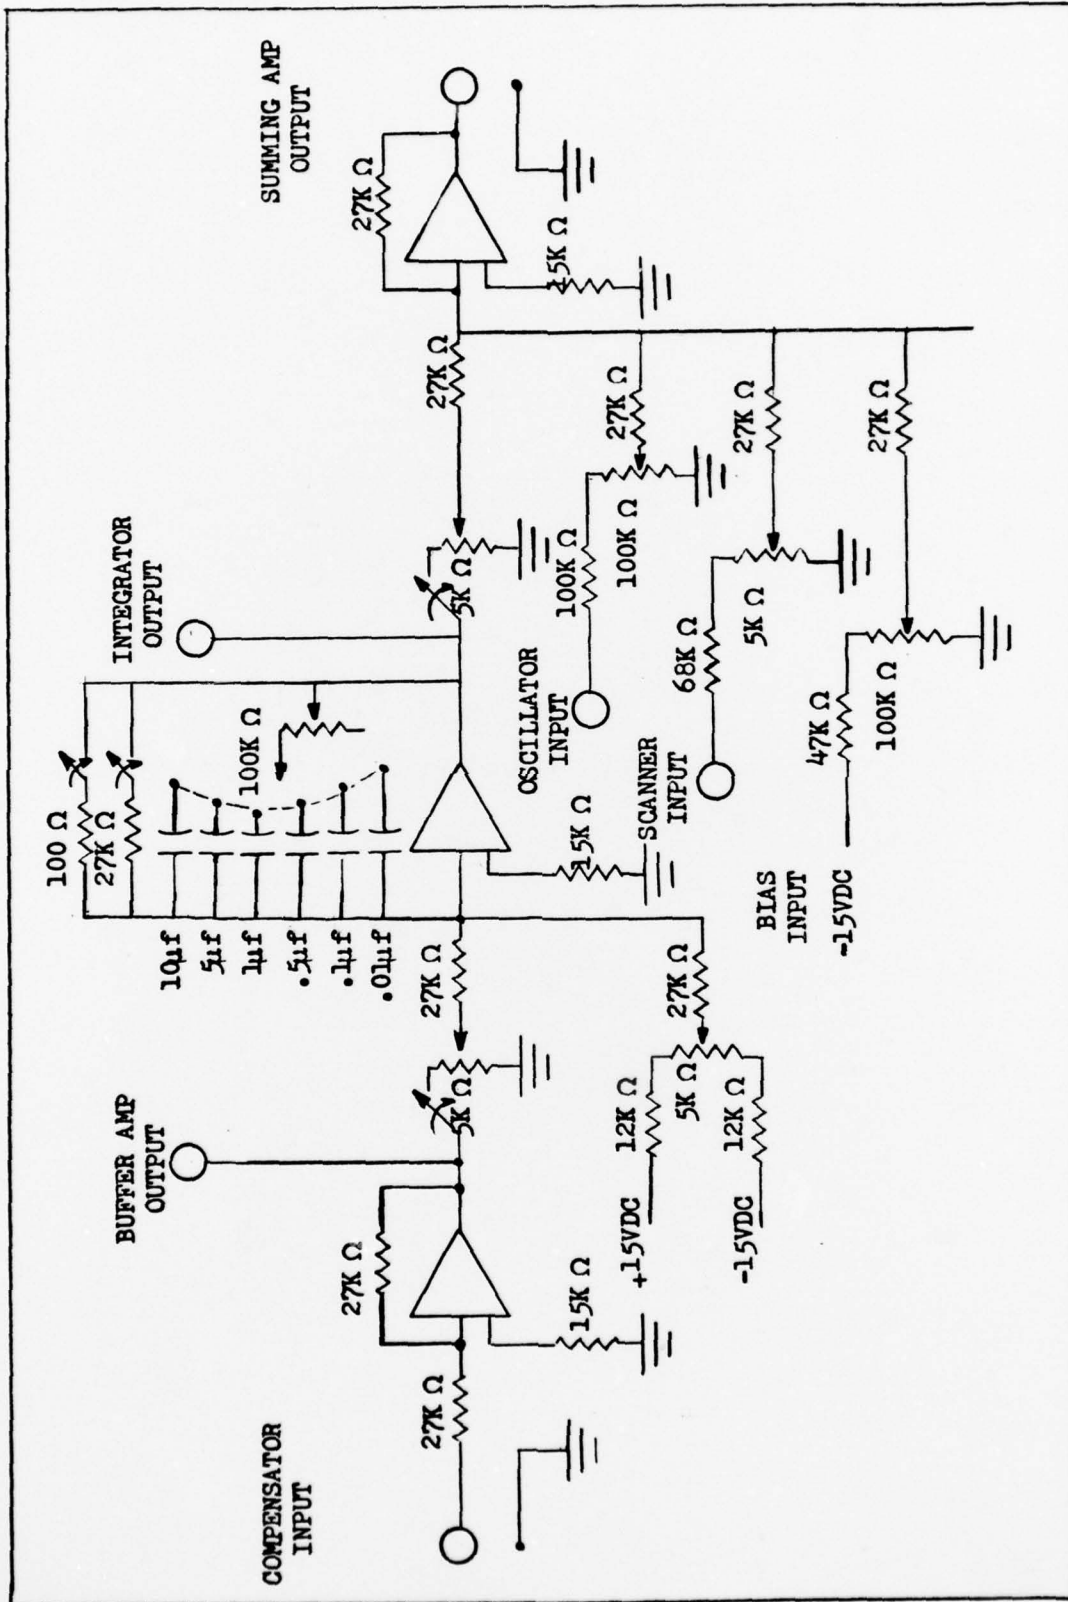 COMPENSATOR
INPUT
27K Ω
27K Ω
15K Ω
BUFFER AMP
OUTPUT
5K Ω
27K Ω
+15VDC
12K Ω
5K Ω
12K Ω
-15VDC
27K Ω
100 Ω
27K Ω
10µf
5µf
1µf
.5µf
.1µf
.01µf
100K Ω
15K Ω
INTEGRATOR
OUTPUT
5K Ω
27K Ω
OSCILLATOR
INPUT
100K Ω
100K Ω
27K Ω
SCANNER
INPUT
68K Ω
5K Ω
27K Ω
BIAS
INPUT
-15VDC
47K Ω
100K Ω
27K Ω
27K Ω
15K Ω
SUMMING AMP
OUTPUT